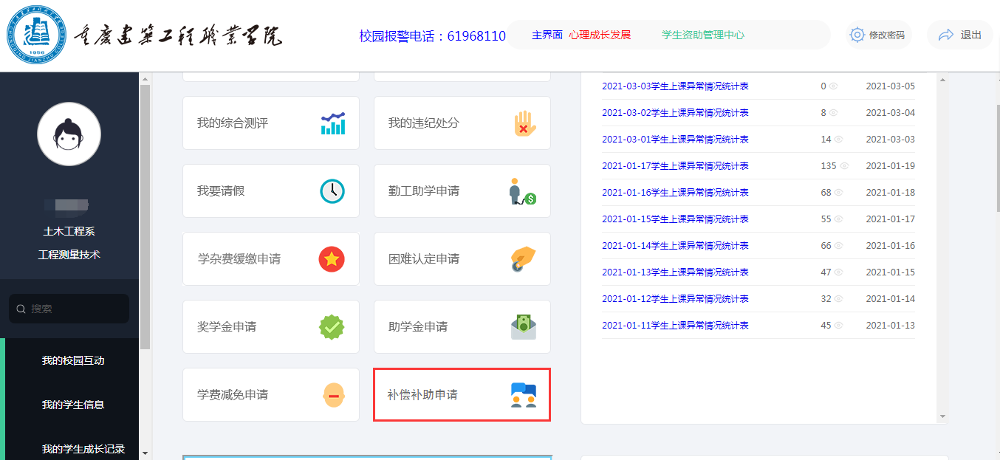 重庆建筑工程职业学院
CHONGQING JIANZHU
1956
校园报警电话：61968110
主界面 心理成长发展 学生资助管理中心
修改密码
退出
土木工程系
工程测量技术
搜索
我的校园互动
我的学生信息
我的学生成长记录
我的综合测评
我的违纪处分
我要请假
勤工助学申请
学杂费缓缴申请
困难认定申请
奖学金申请
助学金申请
学费减免申请
补偿补助申请
2021-03-03学生上课异常情况统计表 0 2021-03-05
2021-03-02学生上课异常情况统计表 8 2021-03-04
2021-03-01学生上课异常情况统计表 14 2021-03-03
2021-01-17学生上课异常情况统计表 135 2021-01-19
2021-01-16学生上课异常情况统计表 68 2021-01-18
2021-01-15学生上课异常情况统计表 55 2021-01-17
2021-01-14学生上课异常情况统计表 66 2021-01-16
2021-01-13学生上课异常情况统计表 47 2021-01-15
2021-01-12学生上课异常情况统计表 32 2021-01-14
2021-01-11学生上课异常情况统计表 45 2021-01-13